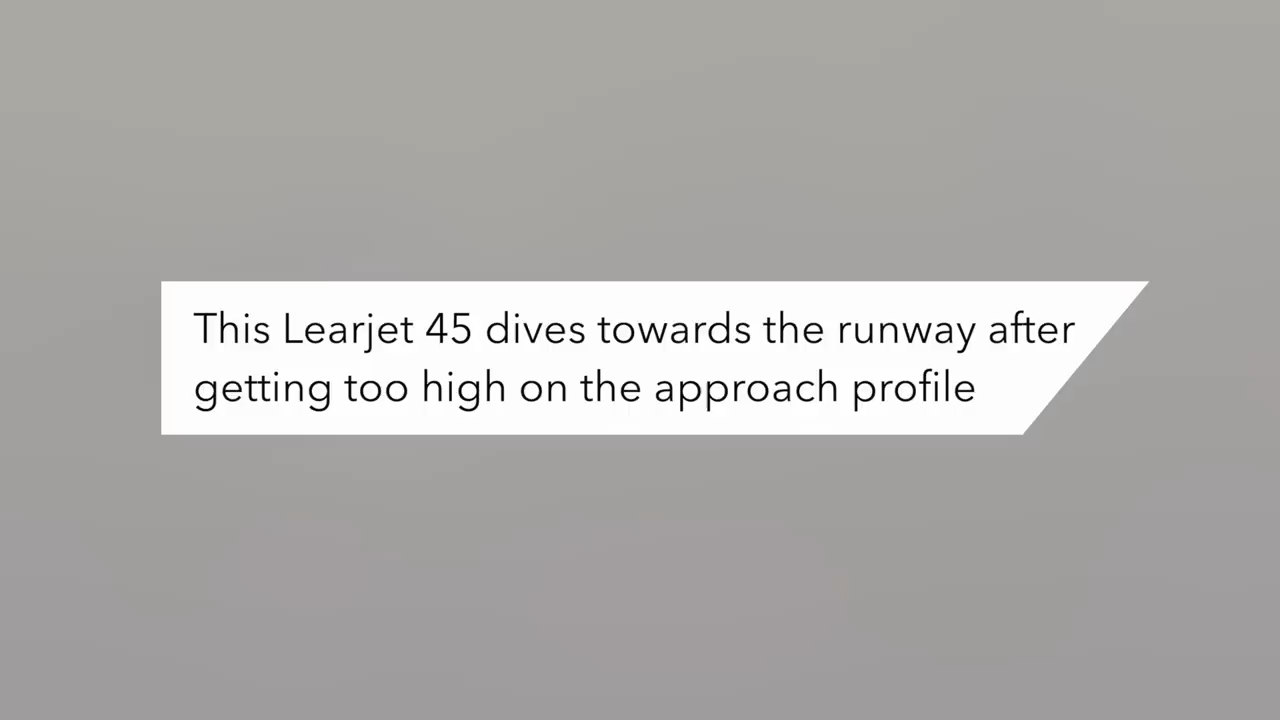 This Learjet 45 dives towards the runway after
getting too high on the approach profile